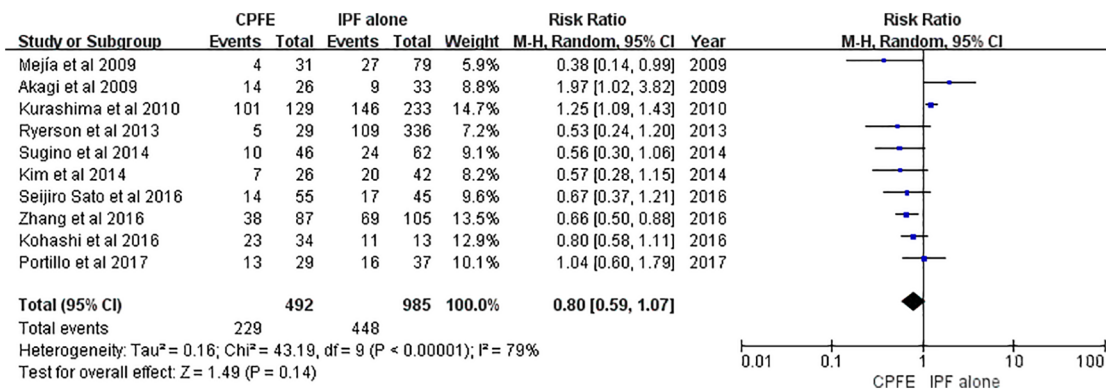 CPFE IPF alone Risk Ratio Risk Ratio
Study or Subgroup Events Total Events Total Weight M-H, Random, 95% CI Year M-H, Random, 95% CI
Mejía et al 2009 4 31 27 79 5.9% 0.38 [0.14, 0.99] 2009
Akagi et al 2009 14 26 9 33 8.8% 1.97 [1.02, 3.82] 2009
Kurashima et al 2010 101 129 146 233 14.7% 1.25 [1.09, 1.43] 2010
Ryerson et al 2013 5 29 109 336 7.2% 0.53 [0.24, 1.20] 2013
Sugino et al 2014 10 46 24 62 9.1% 0.56 [0.30, 1.06] 2014
Kim et al 2014 7 26 20 42 8.2% 0.57 [0.28, 1.15] 2014
Seijiro Sato et al 2016 14 55 17 45 9.6% 0.67 [0.37, 1.21] 2016
Zhang et al 2016 38 87 69 105 13.5% 0.66 [0.50, 0.88] 2016
Kohashi et al 2016 23 34 11 13 12.9% 0.80 [0.58, 1.11] 2016
Portillo et al 2017 13 29 16 37 10.1% 1.04 [0.60, 1.79] 2017
Total (95% CI) 492 985 100.0% 0.80 [0.59, 1.07]
Total events 229 448
Heterogeneity: Tau² = 0.16; Chi² = 43.19, df = 9 (P < 0.00001); I² = 79%
Test for overall effect: Z = 1.49 (P = 0.14)
0.01 0.1 1 10 100
CPFE IPF alone